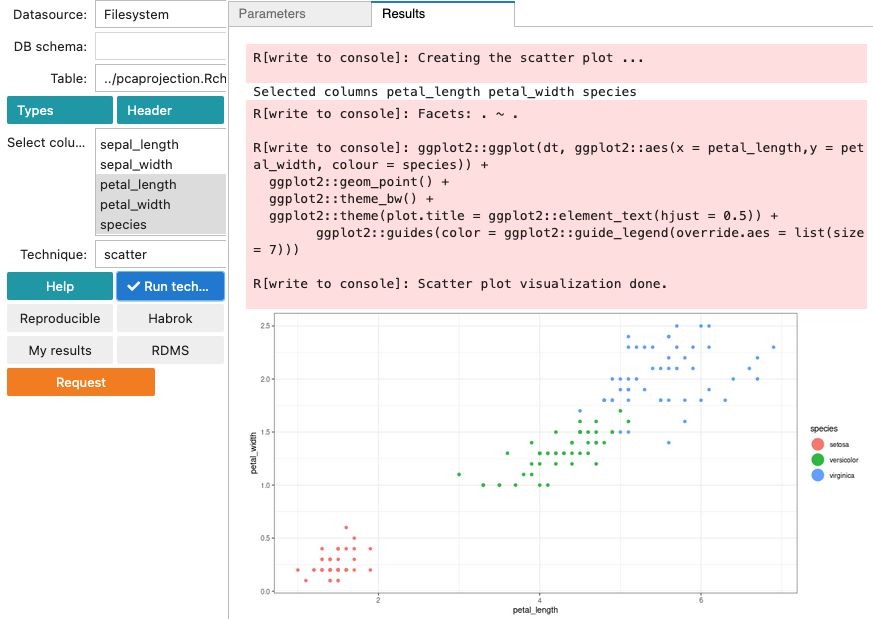 Datasource:
Filesystem
DB schema:
Table:
../pcaprojection.Rch
Types
Header
Select colu...
sepal_length
sepal_width
petal_length
petal_width
species
Technique:
scatter
Help
✔ Run tech...
Reproducible
Habrok
My results
RDMS
Request
Parameters
Results
R[write to console]: Creating the scatter plot ...
Selected columns petal_length petal_width species
R[write to console]: Facets: . ~ .
R[write to console]: ggplot2::ggplot(dt, ggplot2::aes(x = petal_length,y = pet
al_width, colour = species)) +
ggplot2::geom_point() +
ggplot2::theme_bw() +
ggplot2::theme(plot.title = ggplot2::element_text(hjust = 0.5)) +
ggplot2::guides(color = ggplot2::guide_legend(override.aes = list(size
= 7)))
R[write to console]: Scatter plot visualization done.
2.5
2.0
1.5
1.0
0.5
0.0
petal_width
2
4
6
petal_length
species
setosa
versicolor
virginica